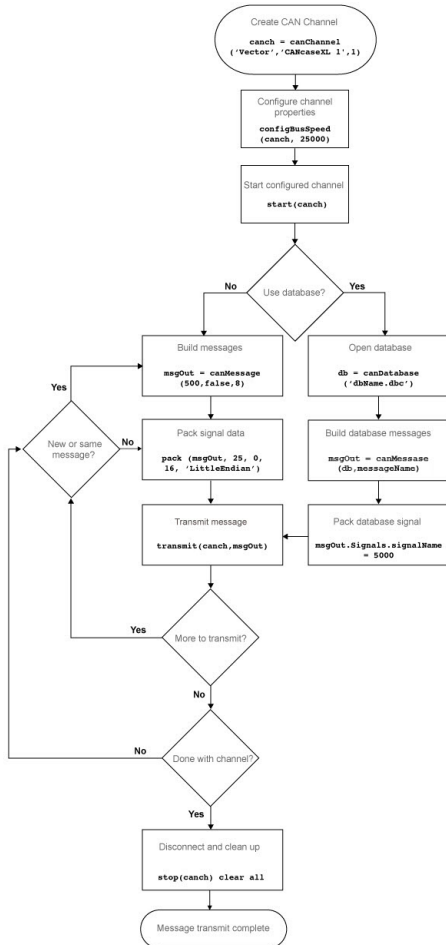 Create CAN Channel
canch = canChannel
('Vector','CANcaseXL 1',1)
Configure channel
properties
configBusSpeed
(canch, 25000)
Start configured channel
start(canch)
No
Use database?
Yes
Build messages
msgOut = canMessage
(500,false,8)
Open database
db = canDatabase
('dbName.dbc')
Yes
New or same
message?
No
Pack signal data
pack (msgOut, 25, 0,
16, 'LittleEndian')
Build database messages
msgOut = canMessage
(db,messageName)
Transmit message
transmit(canch,msgOut)
Pack database signal
msgOut.Signals.signalName
= 5000
Yes
More to transmit?
No
No
Done with channel?
Yes
Disconnect and clean up
stop(canch) clear all
Message transmit complete